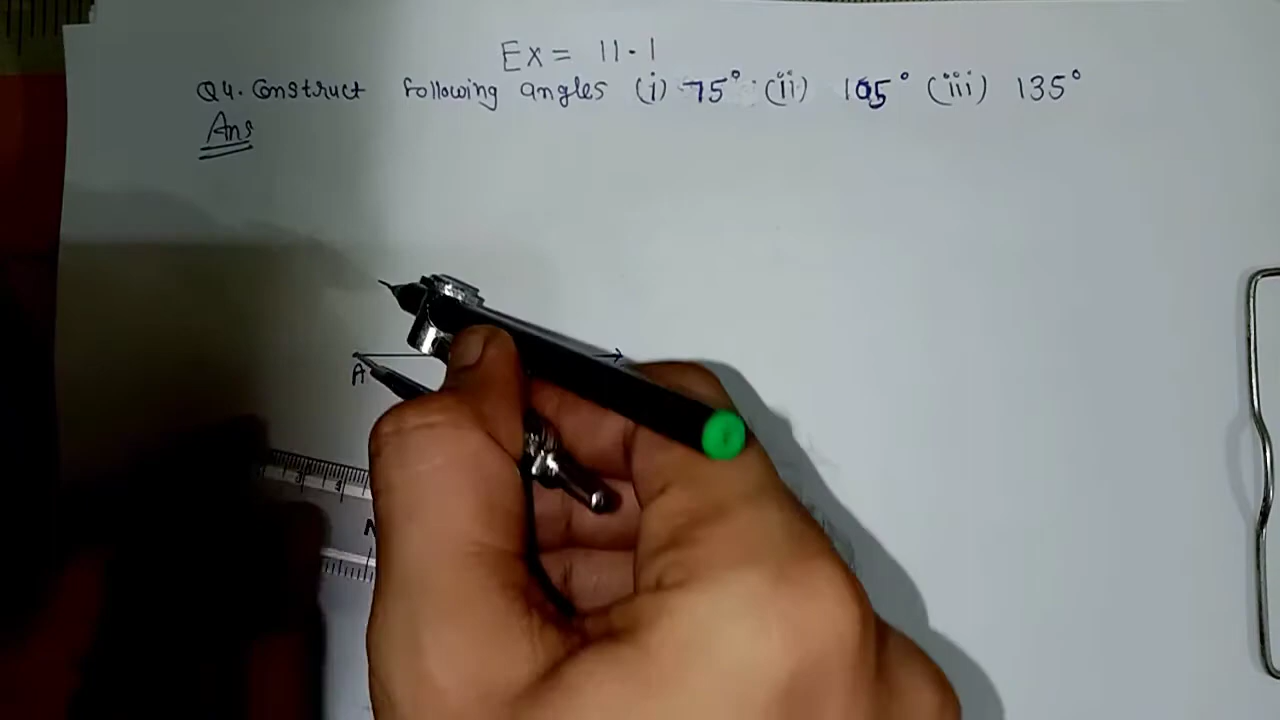 Ex = 11.1
Q4. Construct following angles (i) 75° (ii) 105° (iii) 135°
Ans
A